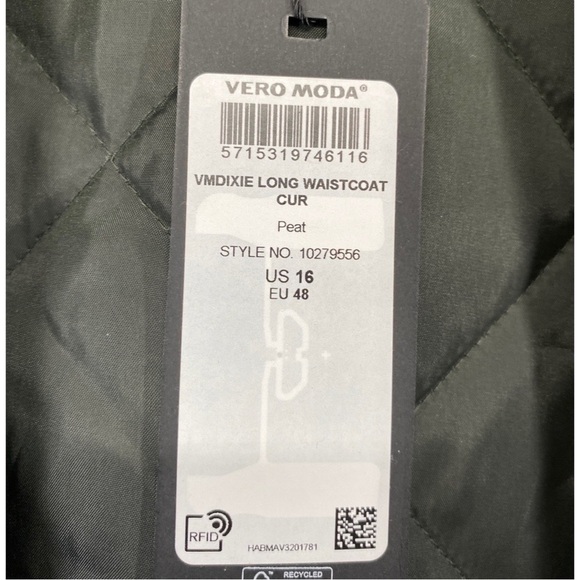 VERO MODA®
5715319746116
VMDIXIE LONG WAISTCOAT
CUR
Peat
STYLE NO. 10279556
US 16
EU 48
RFID
HABMAV3201781
RECYCLED